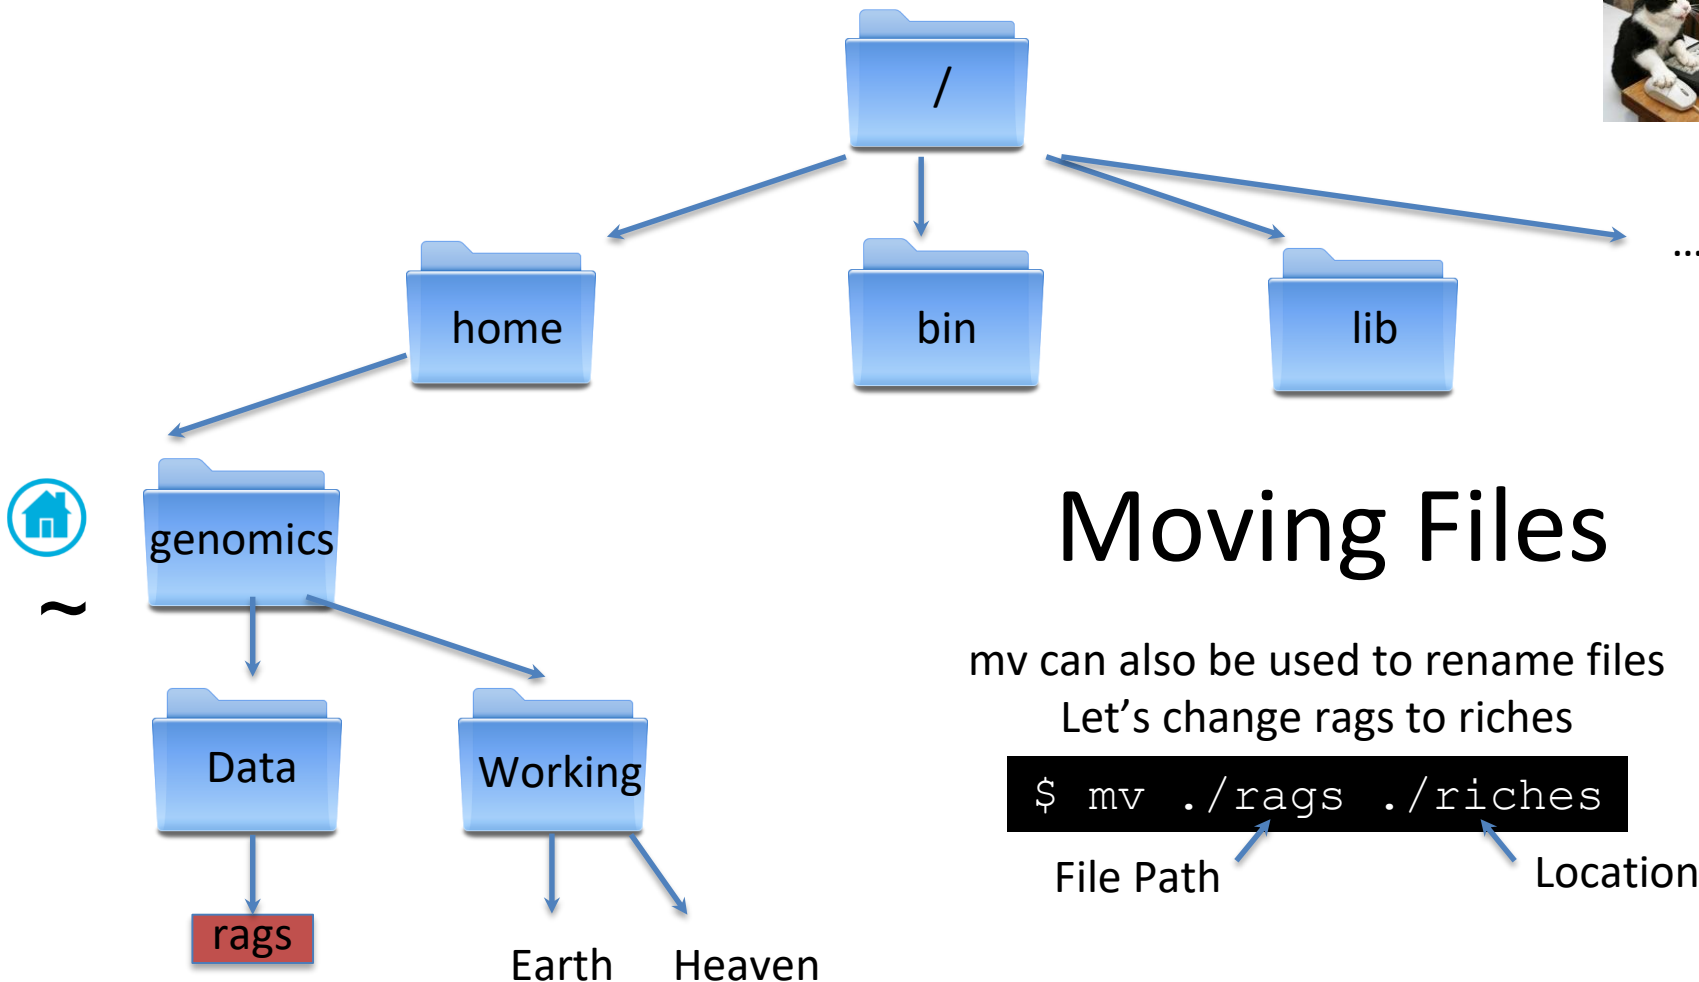 /
home
bin
lib
...
genomics
~
Moving Files
mv can also be used to rename files
Let’s change rags to riches
Data
Working
$ mv ./rags ./riches
File Path
Location
rags
Earth
Heaven